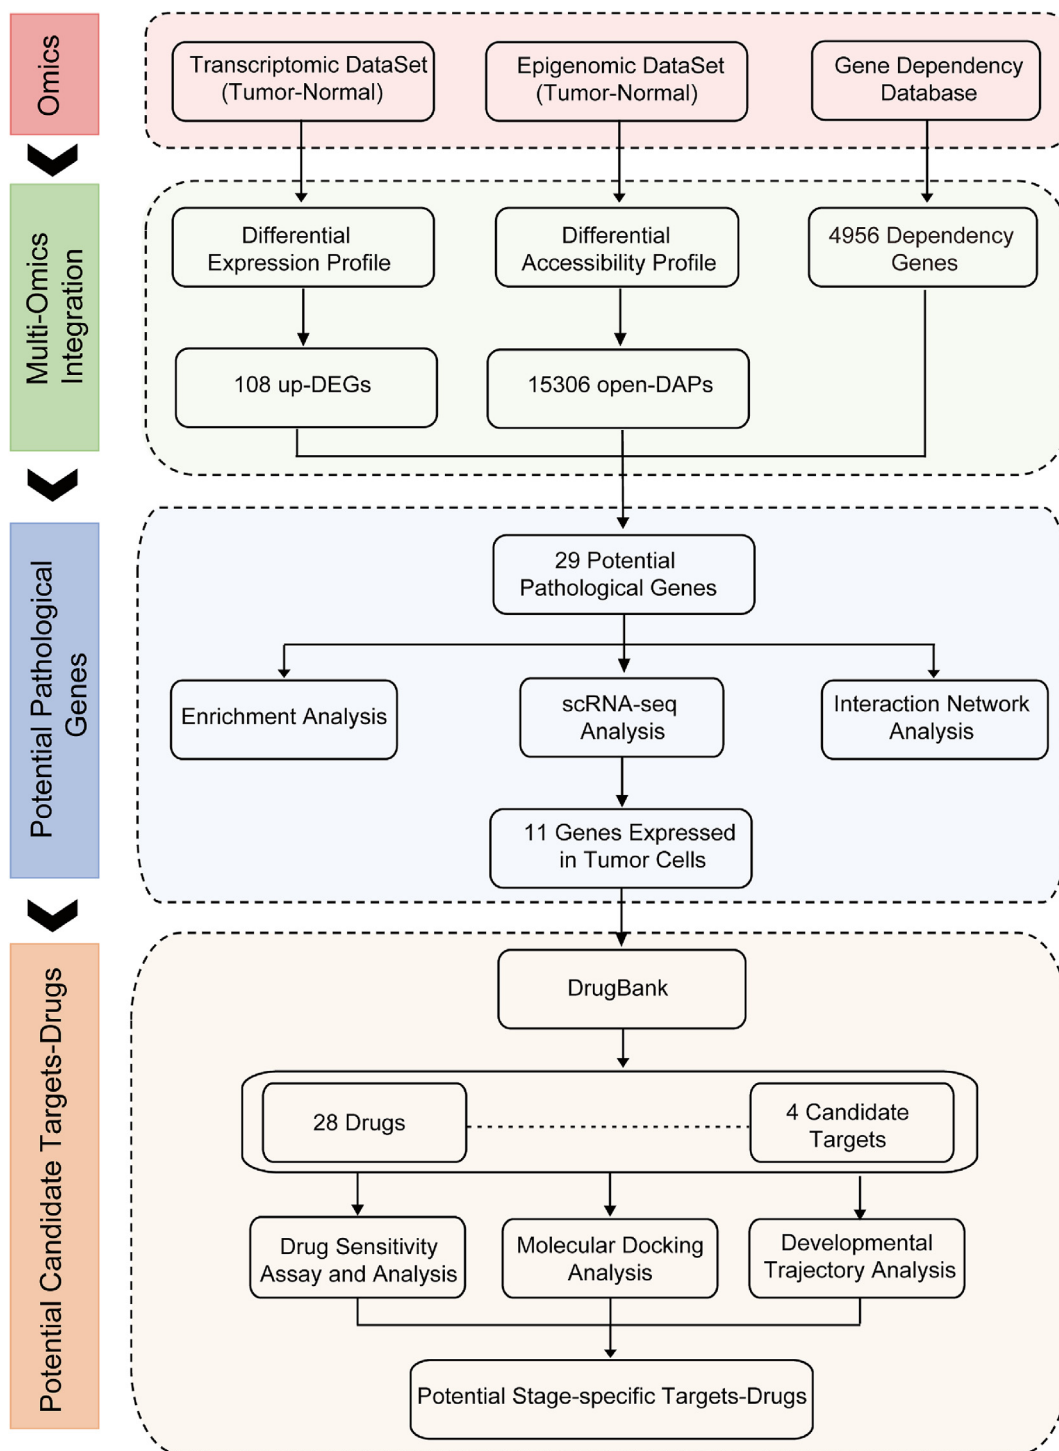 Omics
Transcriptomic DataSet
(Tumor-Normal)
Epigenomic DataSet
(Tumor-Normal)
Gene Dependency
Database
Multi-Omics
Integration
Differential
Expression Profile
Differential
Accessibility Profile
4956 Dependency
Genes
108 up-DEGs
15306 open-DAPs
Potential Pathological
Genes
29 Potential
Pathological Genes
Enrichment Analysis
scRNA-seq
Analysis
Interaction Network
Analysis
11 Genes Expressed
in Tumor Cells
Potential Candidate Targets-Drugs
DrugBank
28 Drugs
4 Candidate
Targets
Drug Sensitivity
Assay and Analysis
Molecular Docking
Analysis
Developmental
Trajectory Analysis
Potential Stage-specific Targets-Drugs